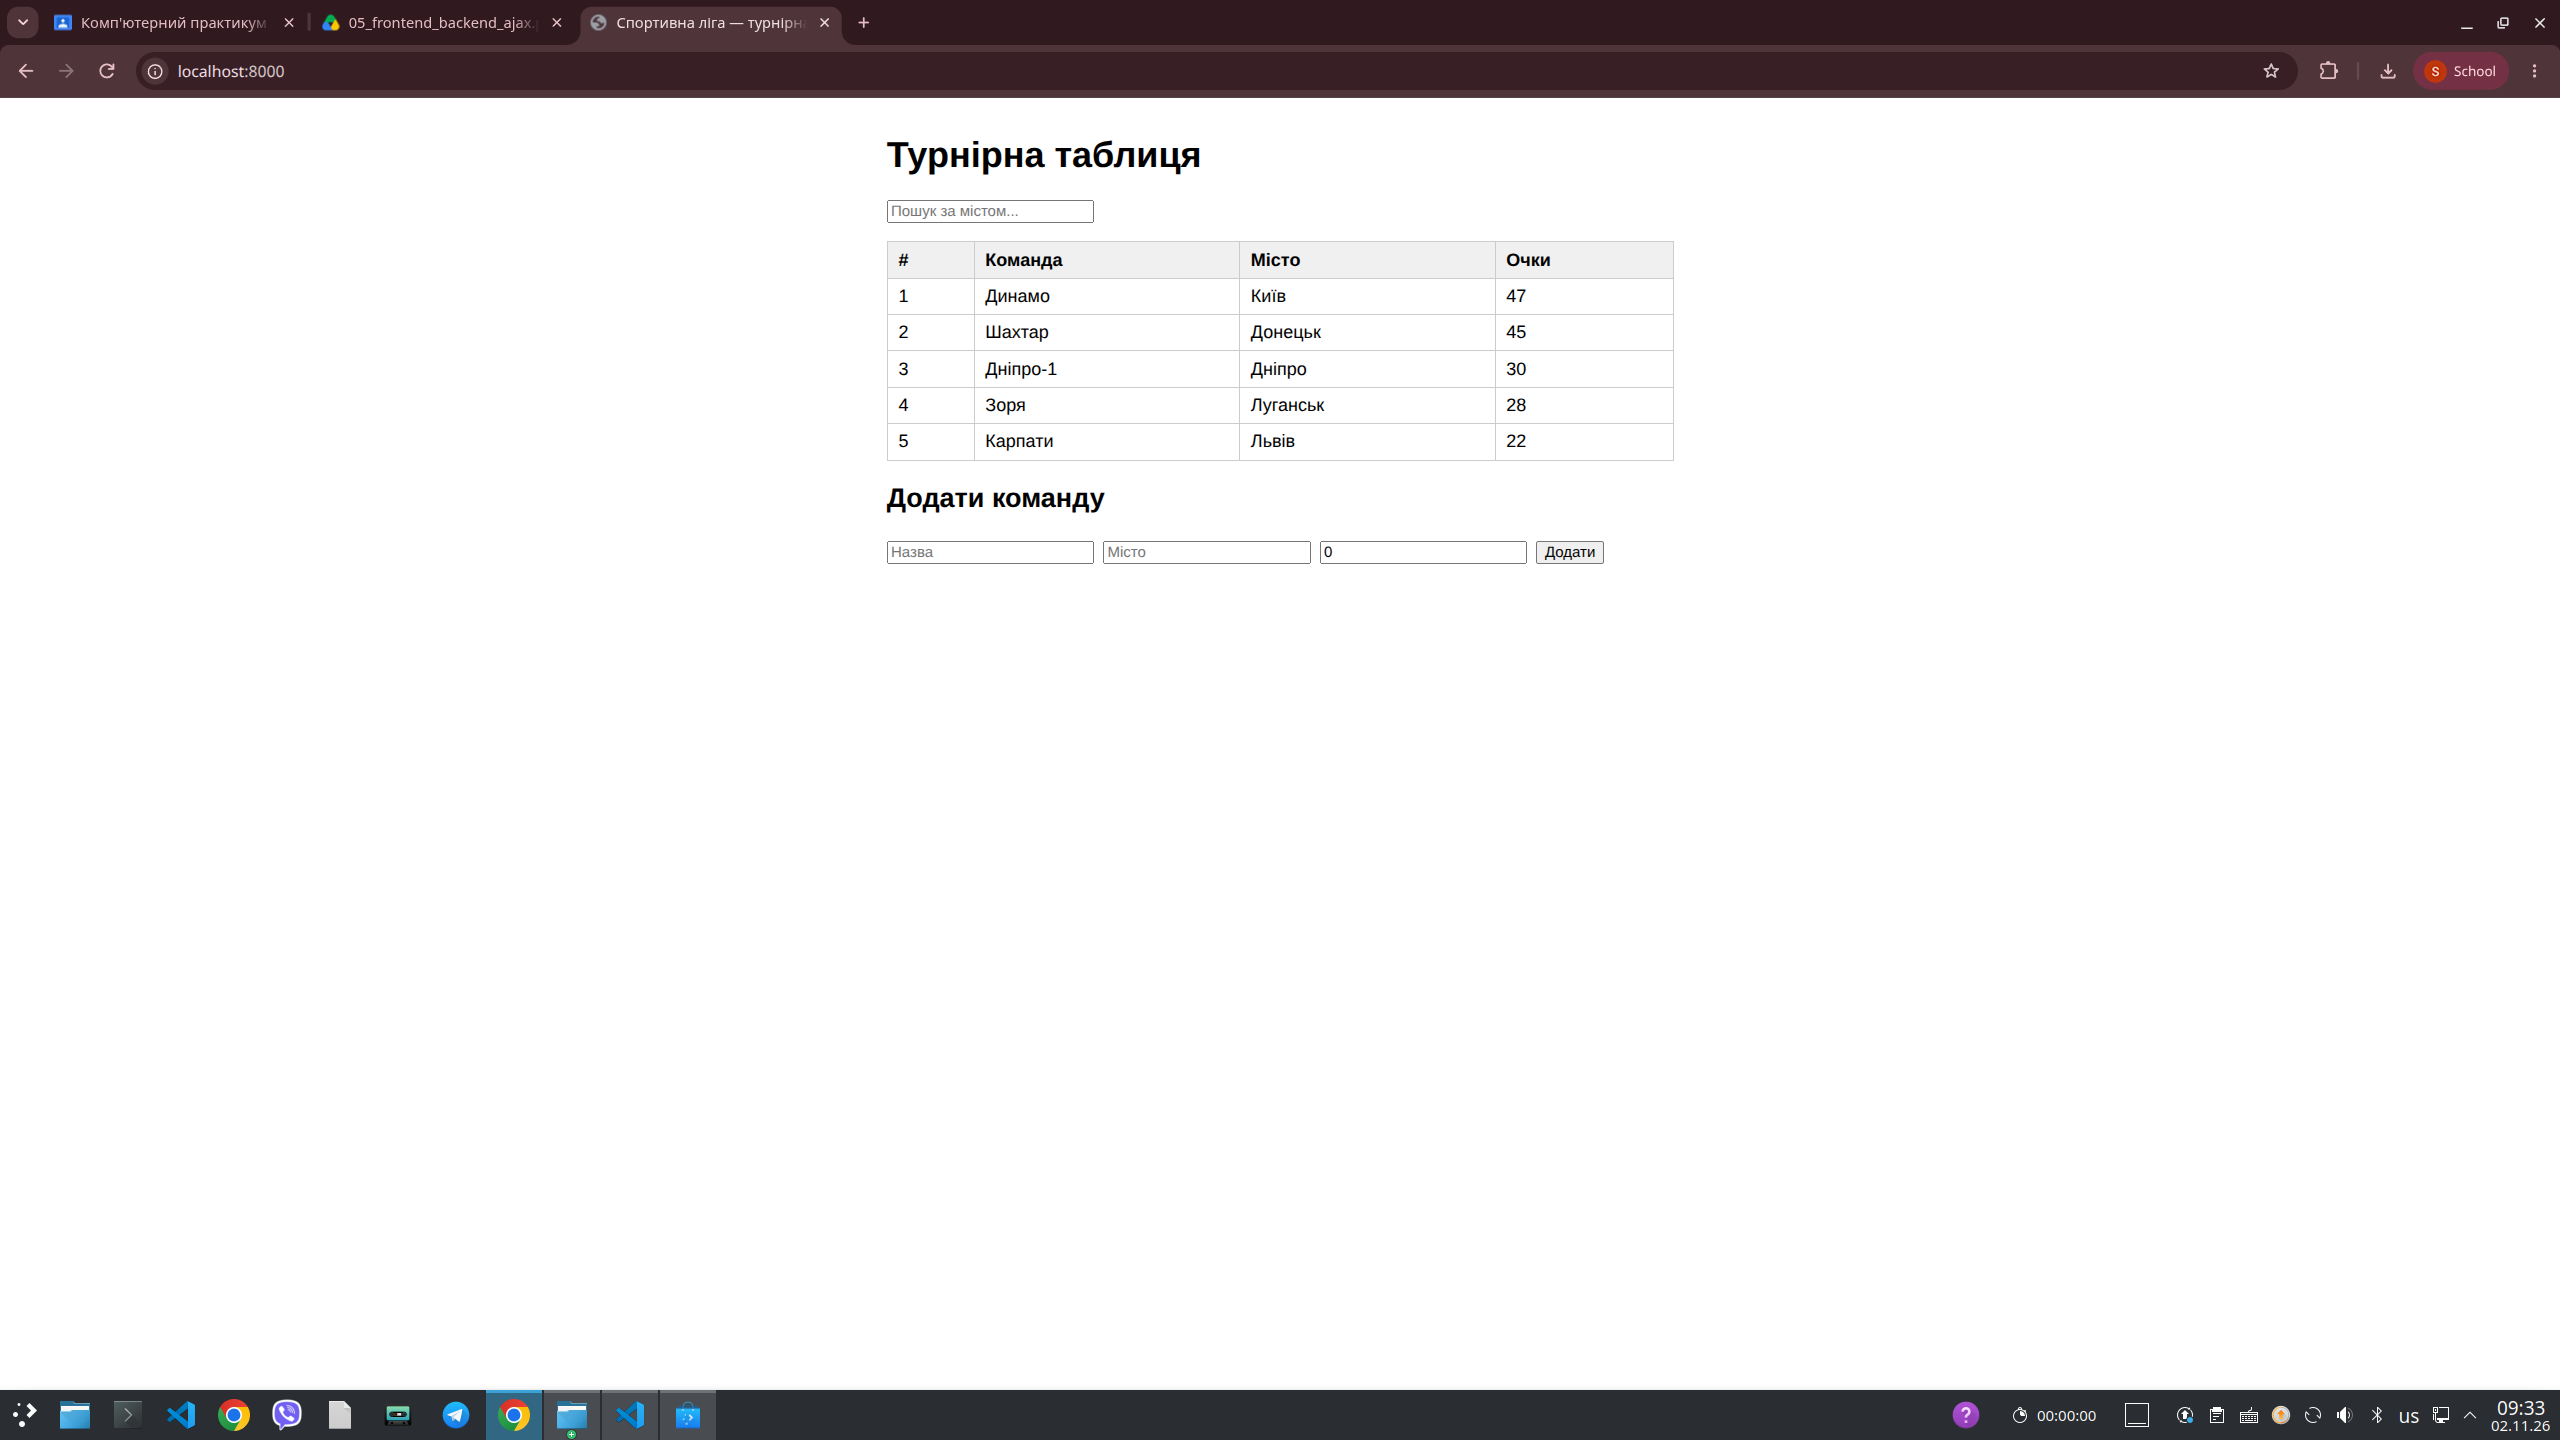 Комп'ютерний практикум
05_frontend_backend_ajax.
Спортивна ліга — турнірн
localhost:8000
S School
Турнірна таблиця
Пошук за містом...
# Команда Місто Очки
1 Динамо Київ 47
2 Шахтар Донецьк 45
3 Дніпро-1 Дніпро 30
4 Зоря Луганськ 28
5 Карпати Львів 22
Додати команду
Назва Місто 0 Додати
00:00:00 us 09:33
02.11.26